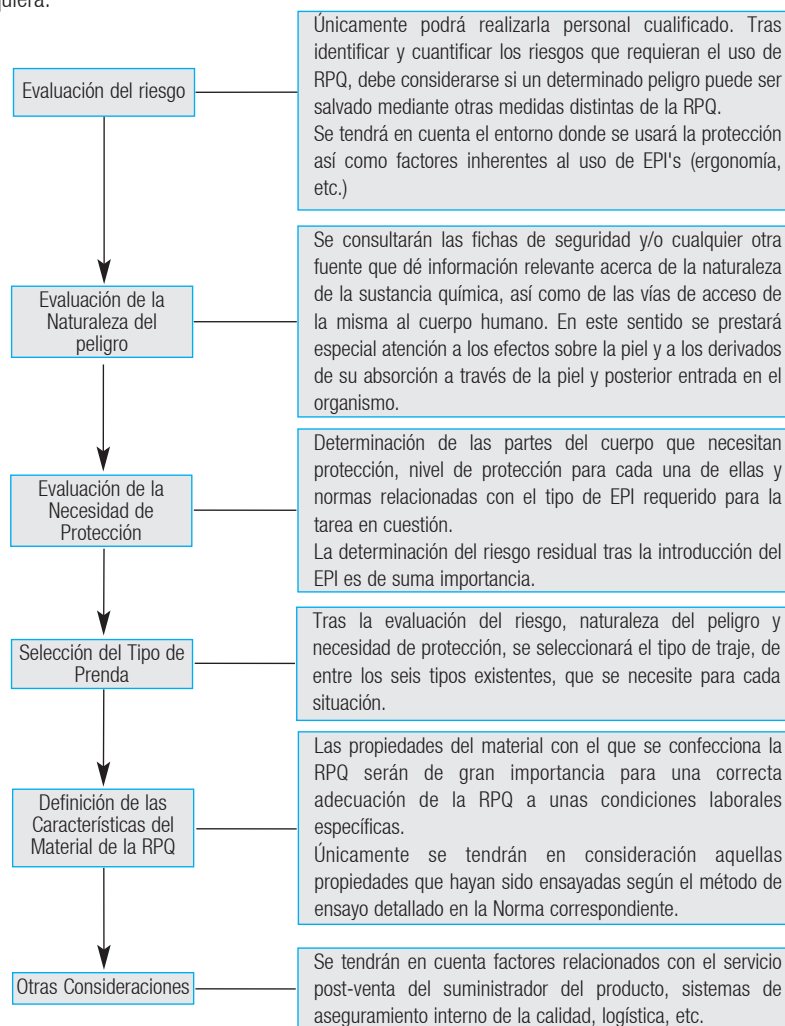 quiera.
Evaluación del riesgo
Únicamente podrá realizarla personal cualificado. Tras
identificar y cuantificar los riesgos que requieran el uso de
RPQ, debe considerarse si un determinado peligro puede ser
salvado mediante otras medidas distintas de la RPQ.
Se tendrá en cuenta el entorno donde se usará la protección
así como factores inherentes al uso de EPI's (ergonomía,
etc.)
Evaluación de la
Naturaleza del
peligro
Se consultarán las fichas de seguridad y/o cualquier otra
fuente que dé información relevante acerca de la naturaleza
de la sustancia química, así como de las vías de acceso de
la misma al cuerpo humano. En este sentido se prestará
especial atención a los efectos sobre la piel y a los derivados
de su absorción a través de la piel y posterior entrada en el
organismo.
Evaluación de la
Necesidad de
Protección
Determinación de las partes del cuerpo que necesitan
protección, nivel de protección para cada una de ellas y
normas relacionadas con el tipo de EPI requerido para la
tarea en cuestión.
La determinación del riesgo residual tras la introducción del
EPI es de suma importancia.
Selección del Tipo de
Prenda
Tras la evaluación del riesgo, naturaleza del peligro y
necesidad de protección, se seleccionará el tipo de traje, de
entre los seis tipos existentes, que se necesite para cada
situación.
Definición de las
Características del
Material de la RPQ
Las propiedades del material con el que se confecciona la
RPQ serán de gran importancia para una correcta
adecuación de la RPQ a unas condiciones laborales
específicas.
Únicamente se tendrán en consideración aquellas
propiedades que hayan sido ensayadas según el método de
ensayo detallado en la Norma correspondiente.
Otras Consideraciones
Se tendrán en cuenta factores relacionados con el servicio
post-venta del suministrador del producto, sistemas de
aseguramiento interno de la calidad, logística, etc.